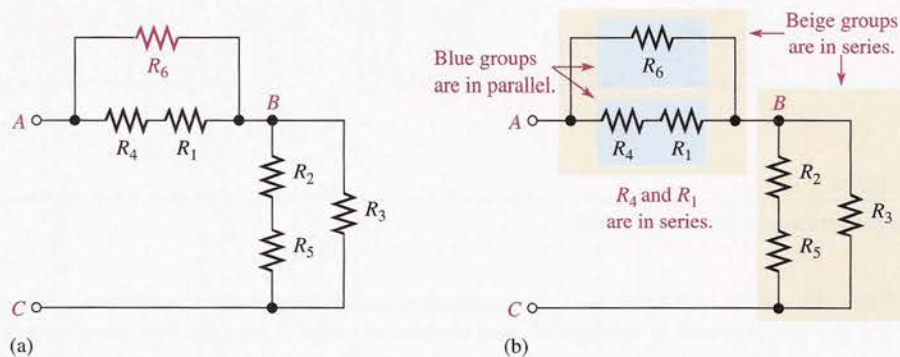 R6
A
R4
R1
B
R2
R3
R5
C
(a)
Blue groups
are in parallel.
Beige groups
are in series.
R6
A
R4
R1
B
R4 and R1
are in series.
R2
R3
R5
C
(b)